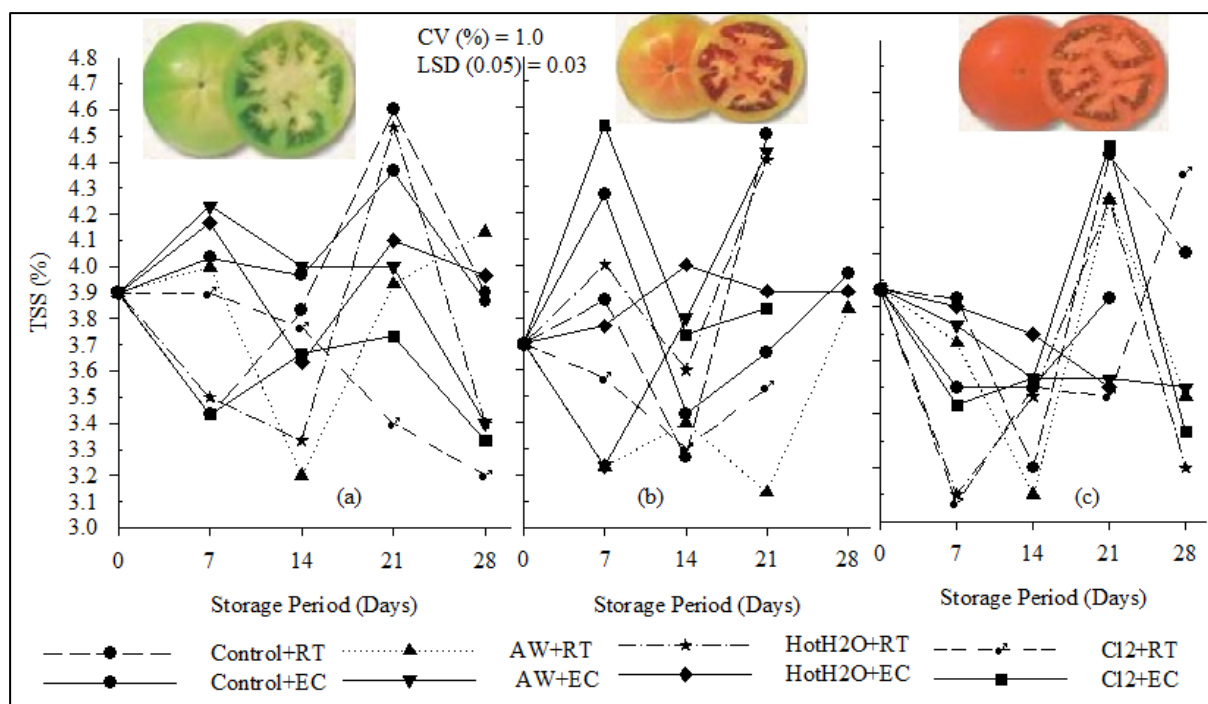 CV (%) = 1.0
LSD (0.05) = 0.03
4.8
4.7
4.6
4.5
4.4
4.3
4.2
4.1
4.0
3.9
3.8
3.7
3.6
3.5
3.4
3.3
3.2
3.1
3.0
TSS (%)
(a)
(b)
(c)
0 7 14 21 28 0 7 14 21 28 0 7 14 21 28
Storage Period (Days) Storage Period (Days) Storage Period (Days)
Control+RT AW+RT HotH2O+RT Cl2+RT
Control+EC AW+EC HotH2O+EC Cl2+EC